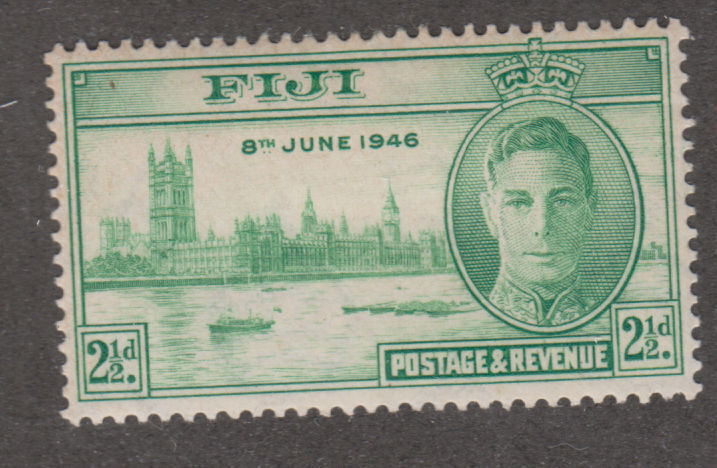 FIJI
8TH JUNE 1946
2½d.
POSTAGE & REVENUE
2½d.